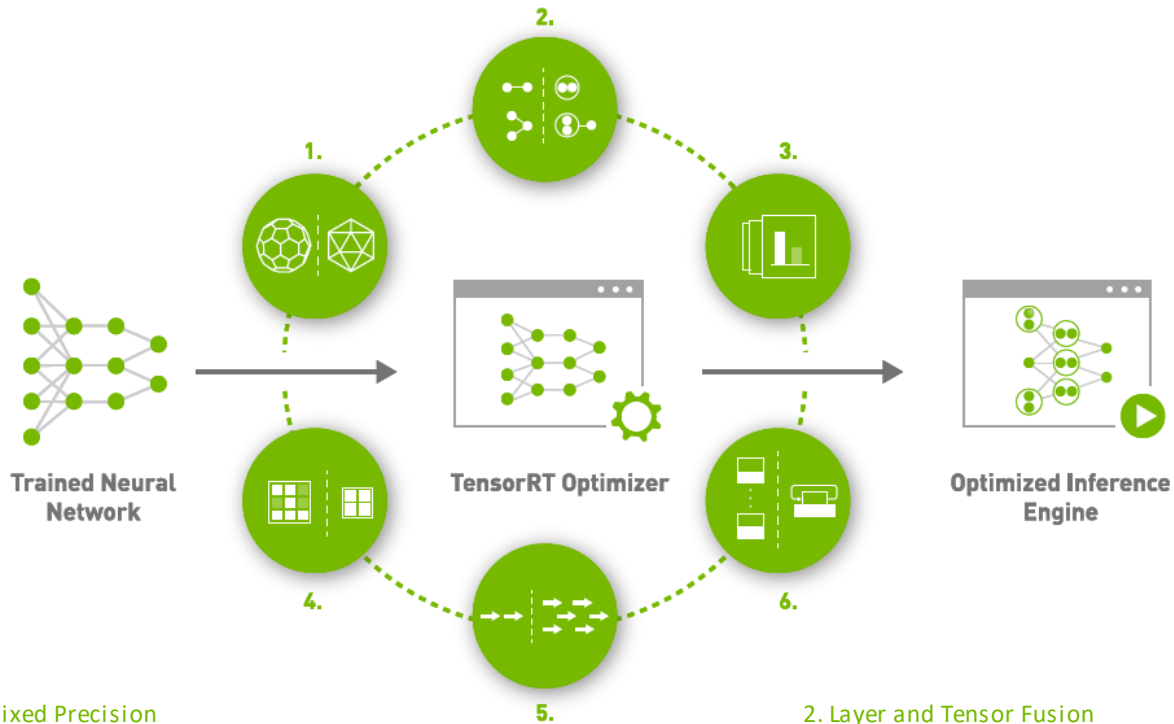 2.
1.
3.
Trained Neural
Network
TensorRT Optimizer
Optimized Inference
Engine
4.
6.
5.
ixed Precision
2. Layer and Tensor Fusion